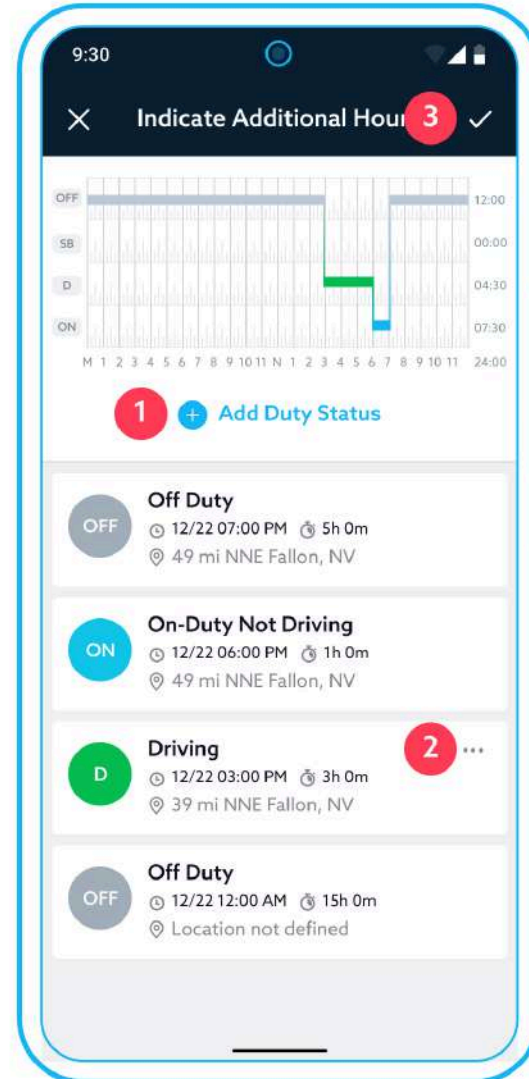 9:30
Indicate Additional Hour 3
OFF 12:00
SB 00:00
D 04:30
ON 07:30
M 1 2 3 4 5 6 7 8 9 10 11 N 1 2 3 4 5 6 7 8 9 10 11 24:00
1 + Add Duty Status
OFF Off Duty
12/22 07:00 PM 5h 0m
49 mi NNE Fallon, NV
ON On-Duty Not Driving
12/22 06:00 PM 1h 0m
49 mi NNE Fallon, NV
D Driving 2 ...
12/22 03:00 PM 3h 0m
39 mi NNE Fallon, NV
OFF Off Duty
12/22 12:00 AM 15h 0m
Location not defined